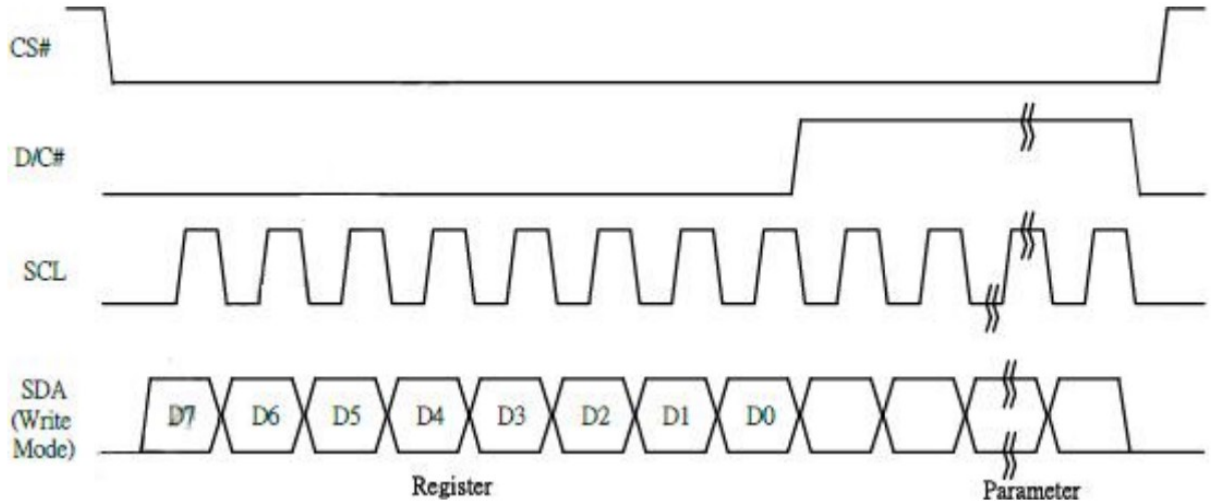 CS#
D/C#
SCL
SDA
(Write
Mode)
D7 D6 D5 D4 D3 D2 D1 D0
Register
Parameter